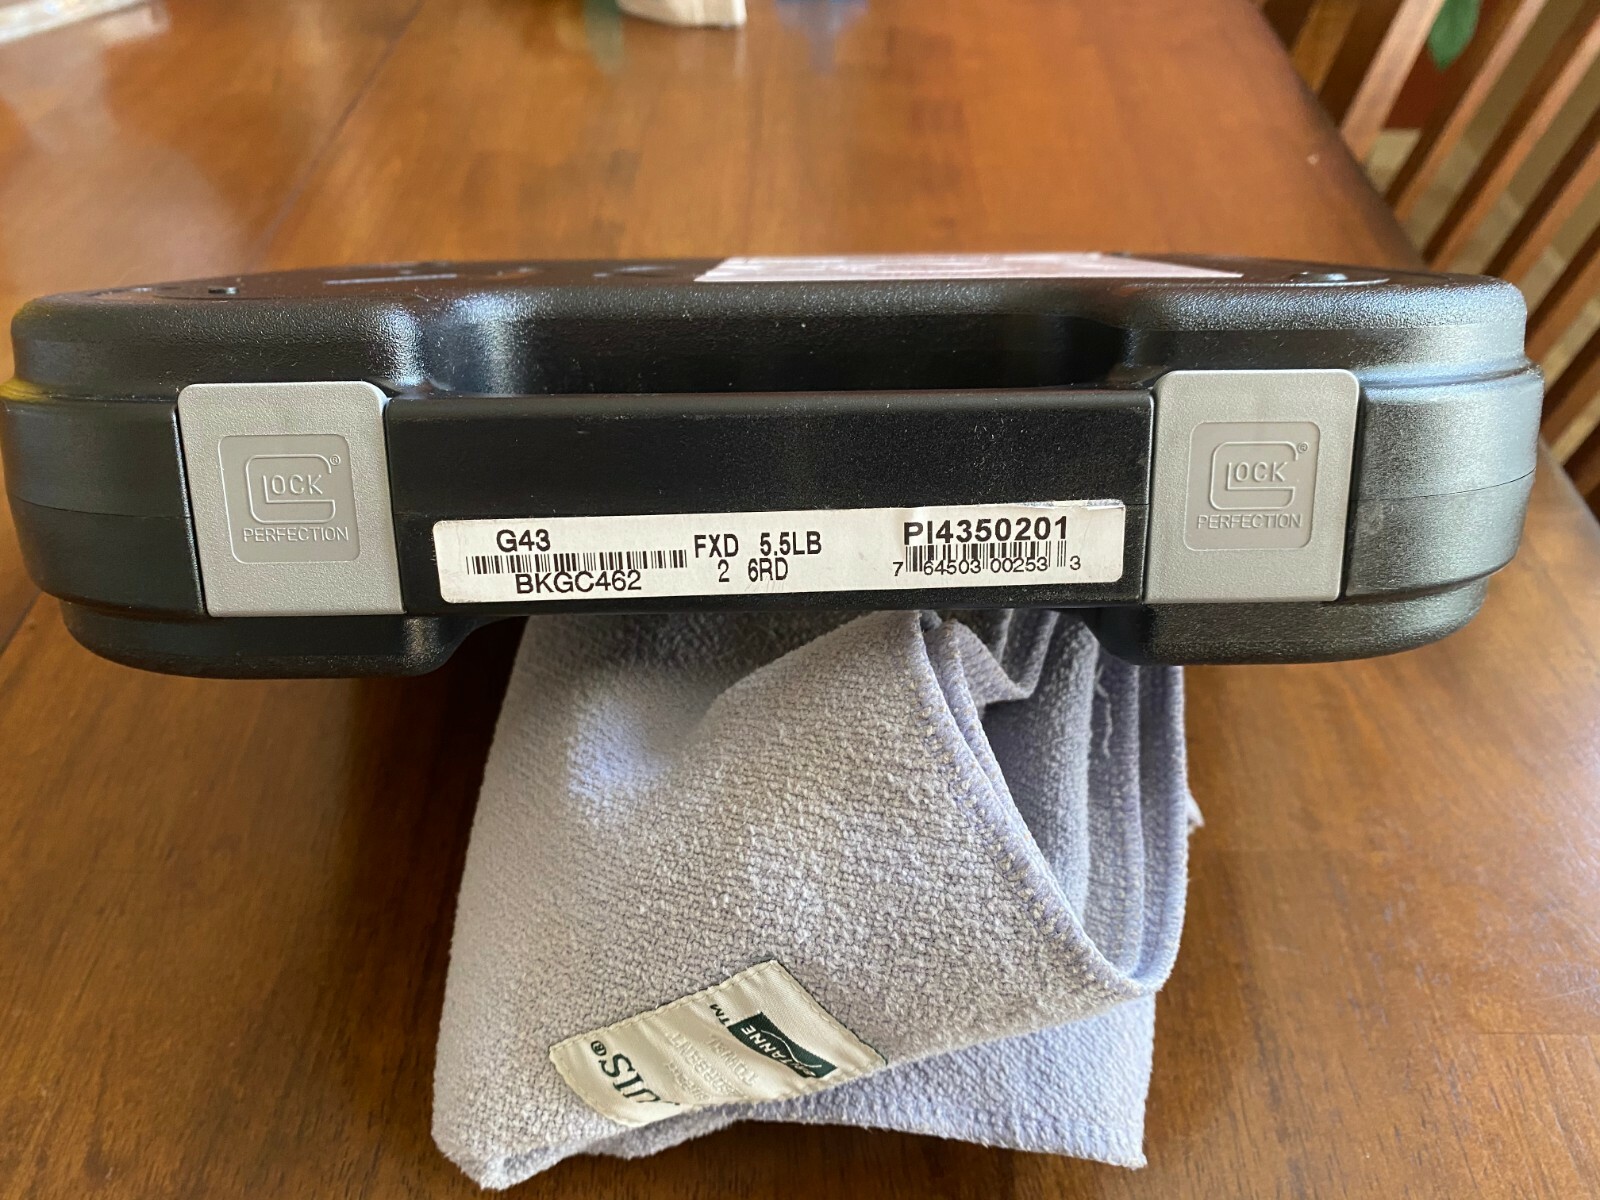 GLOCK®
PERFECTION
GLOCK®
PERFECTION
G43
BKGC462
FXD 5.5LB
2 6RD
PI4350201
7 64503 00253 3